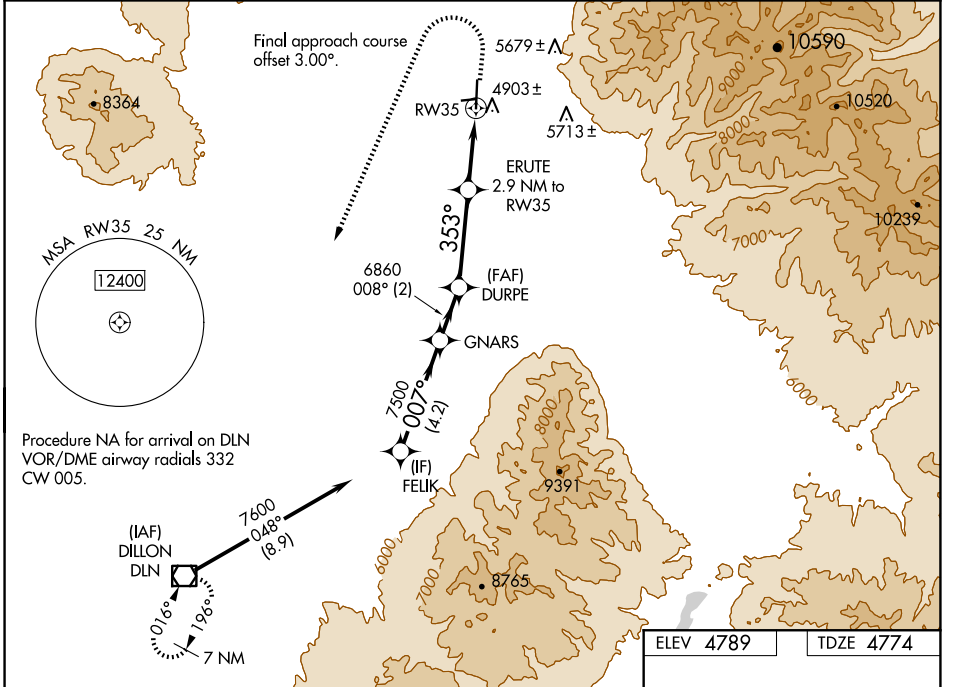 Final approach course
offset 3.00°.
5679 ±
10590
9000
8364
4903 ±
RW35
10520
5713 ±
8000
ERUTE
2.9 NM to
RW35
MSA RW35 25 NM
10239
353°
7000
12400
6860
008° (2)
(FAF)
DURPE
GNARS
6000
7500
007°
(4.2)
8000
Procedure NA for arrival on DLN
VOR/DME airway radials 332
CW 005.
(IF)
FELIK
9391
7600
048°
(8.9)
(IAF)
DILLON
DLN
6000
7000
8765
016°
196°
7 NM
ELEV 4789
TDZE 4774